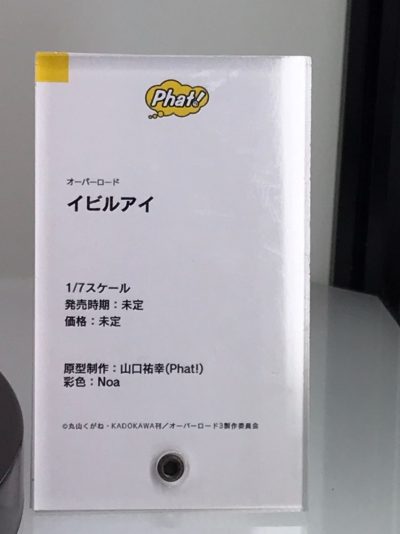 Phat!
オーバーロード
イビルアイ
1/7スケール
発売時期：未定
価格：未定
原型制作：山口祐幸(Phat!)
彩色：Noa
©丸山くがね・KADOKAWA刊／オーバーロード3製作委員会